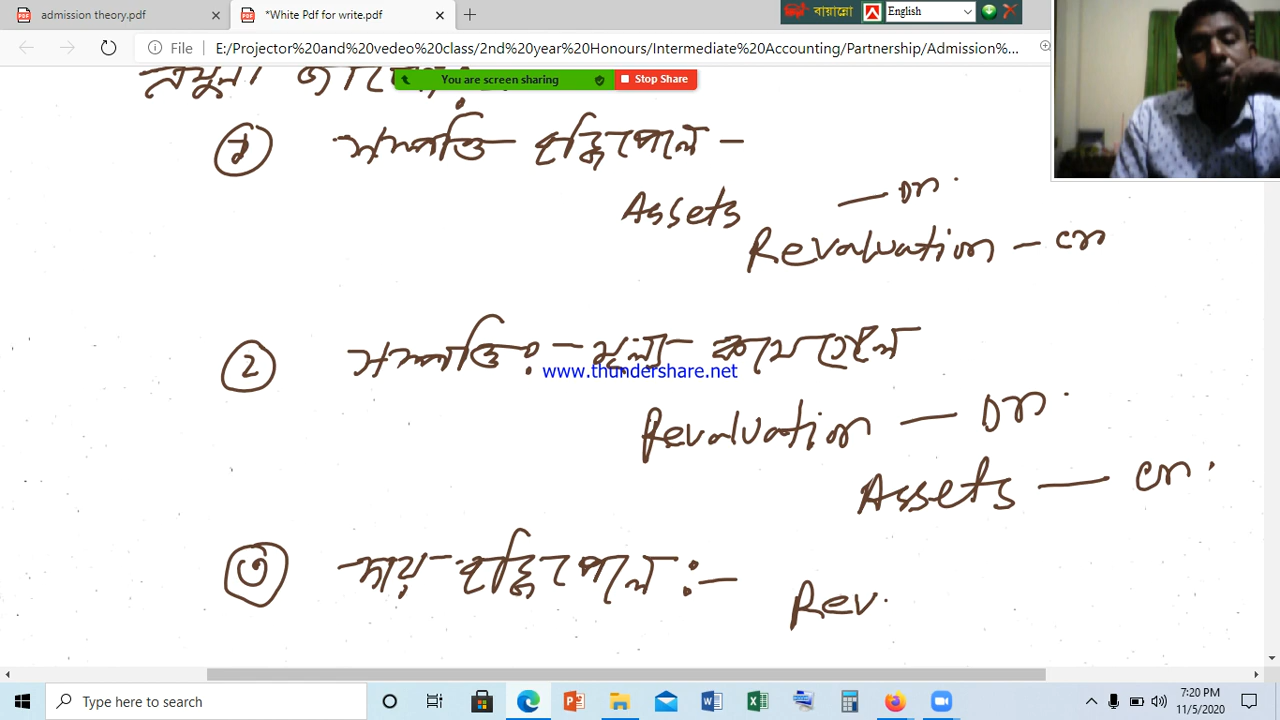 admission theory.pdf
*White Pdf for write.pdf
বায়ান্নো English
File E:/Projector%20and%20vedeo%20class/2nd%20year%20Honours/Intermediate%20Accounting/Partnership/Admission%...
You are screen sharing Stop Share
নমুনা
১ সম্পত্তি বৃদ্ধি পেলে -
Assets — Dr.
Revaluation - Cr
২ সম্পত্তি: - মূল্য কমে গেলে
www.thundershare.net
Revaluation — Dr.
Assets — Cr.
৩ দায় বৃদ্ধি পেলে :-
Rev.
Type here to search
7:20 PM
11/5/2020